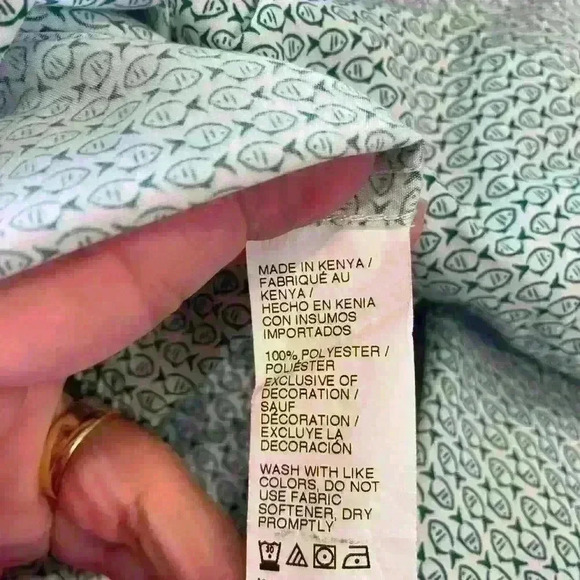 MADE IN KENYA /
FABRIQUÉ AU
KENYA /
HECHO EN KENIA
CON INSUMOS
IMPORTADOS
100% POLYESTER /
POLIÉSTER
EXCLUSIVE OF
DECORATION /
SAUF
DÉCORATION /
EXCLUYE LA
DECORACIÓN
WASH WITH LIKE
COLORS, DO NOT
USE FABRIC
SOFTENER, DRY
PROMPTLY
30